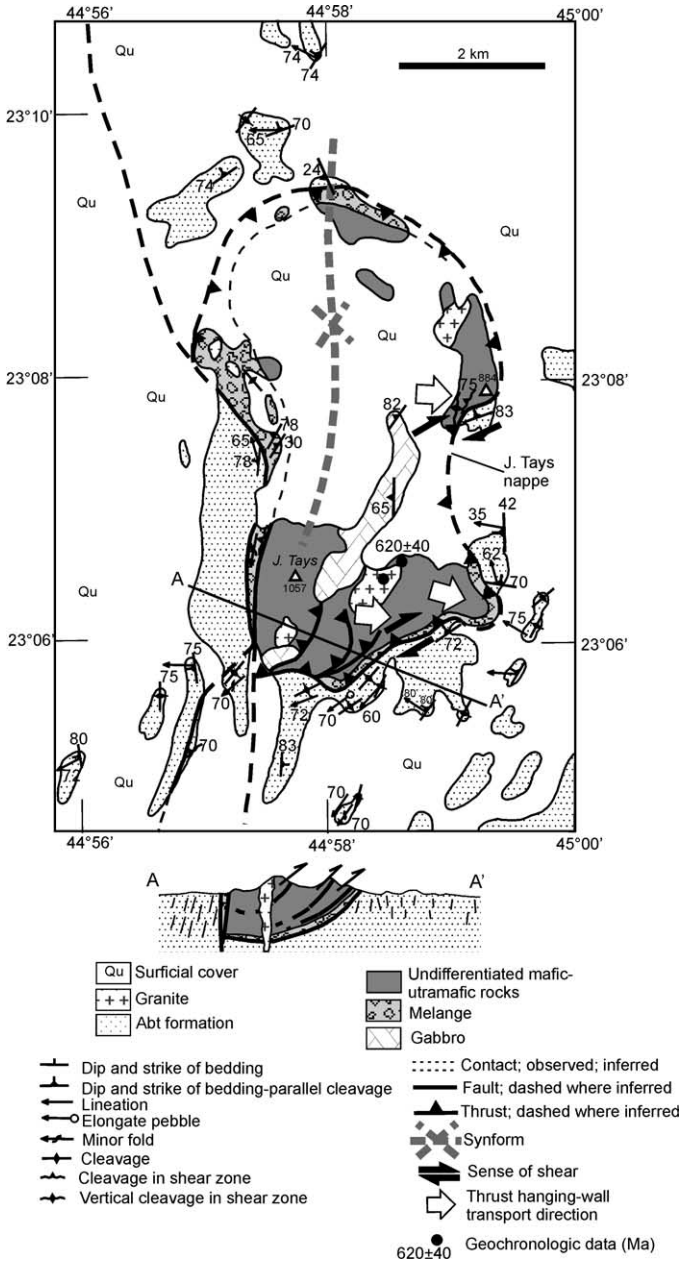 44°56' 44°58' 45°00'
Qu
74
74
2 km
23°10'
65 70
74
24
Qu
Qu
Qu
Qu
23°08' 23°08'
75 884
82 83
Qu
78
65 30
78
J. Tays
nappe
65
42
35
J. Tays
1057
620±40
62
70
A
75
23°06' 23°06'
72
75
75
70
A'
72 70 60
80 80
80
72
70
83
Qu
Qu
70
70
44°56' 44°58' 45°00'
A A'
Qu Surficial cover
Granite
Abt formation
Undifferentiated mafic-
utramafic rocks
Melange
Gabbro
Dip and strike of bedding
Dip and strike of bedding-parallel cleavage
Lineation
Elongate pebble
Minor fold
Cleavage
Cleavage in shear zone
Vertical cleavage in shear zone
Contact; observed; inferred
Fault; dashed where inferred
Thrust; dashed where inferred
Synform
Sense of shear
Thrust hanging-wall
transport direction
620±40 Geochronologic data (Ma)